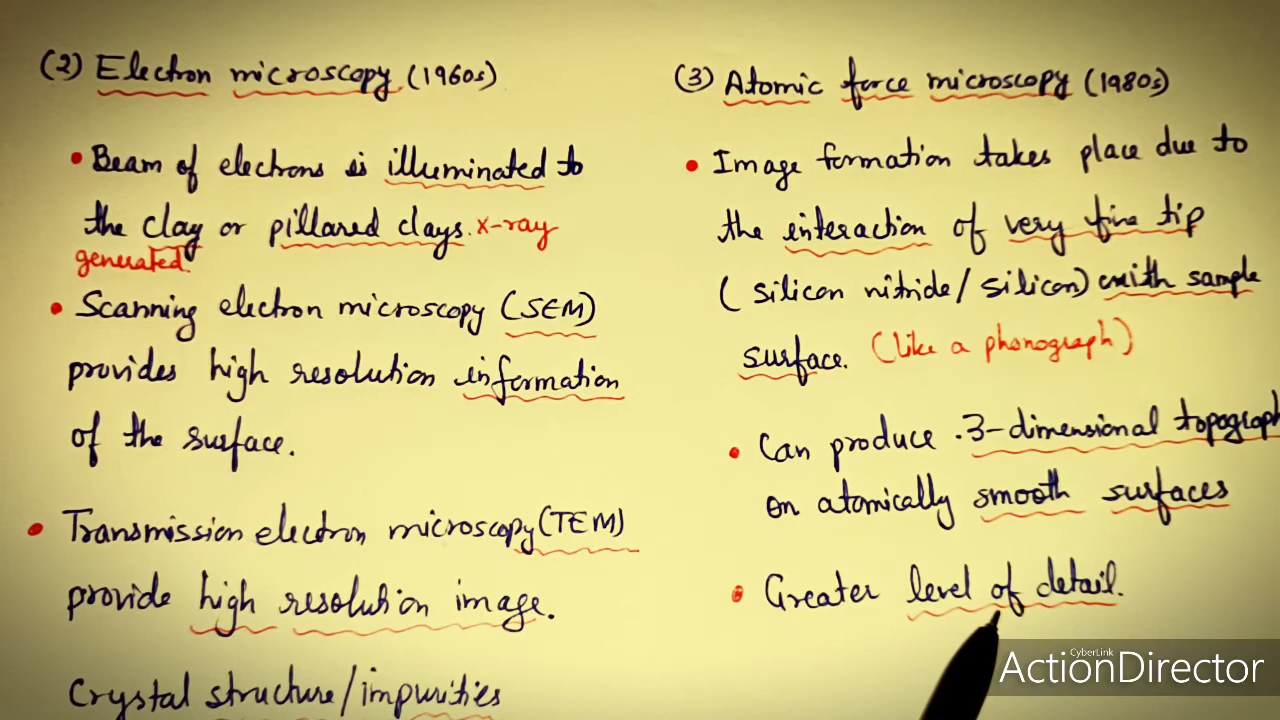 (2) Electron microscopy (1960s)
• Beam of electrons is illuminated to
the clay or pillared clays. x-ray
generated.
• Scanning electron microscopy (SEM)
provides high resolution information
of the surface.
• Transmission electron microscopy (TEM)
provide high resolution image.
Crystal structure/impurities
(3) Atomic force microscopy (1980s)
• Image formation takes place due to
the interaction of very fine tip
(silicon nitride/silicon) with sample
surface. (like a phonograph)
• Can produce 3-dimensional topograph
on atomically smooth surfaces
• Greater level of detail.
CyberLink
ActionDirector